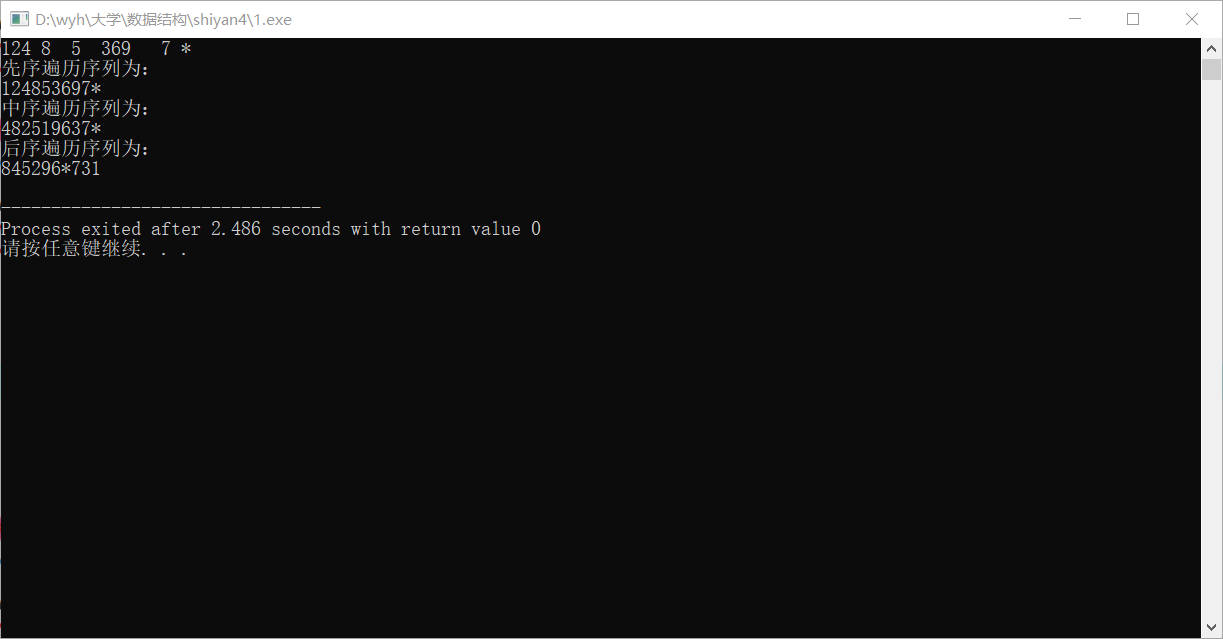 D:\wyh\大学\数据结构\shiyan4\1.exe
124 8  5  369   7 *
先序遍历序列为：
124853697*
中序遍历序列为：
482519637*
后序遍历序列为：
845296*731
--------------------------------
Process exited after 2.486 seconds with return value 0
请按任意键继续. . .